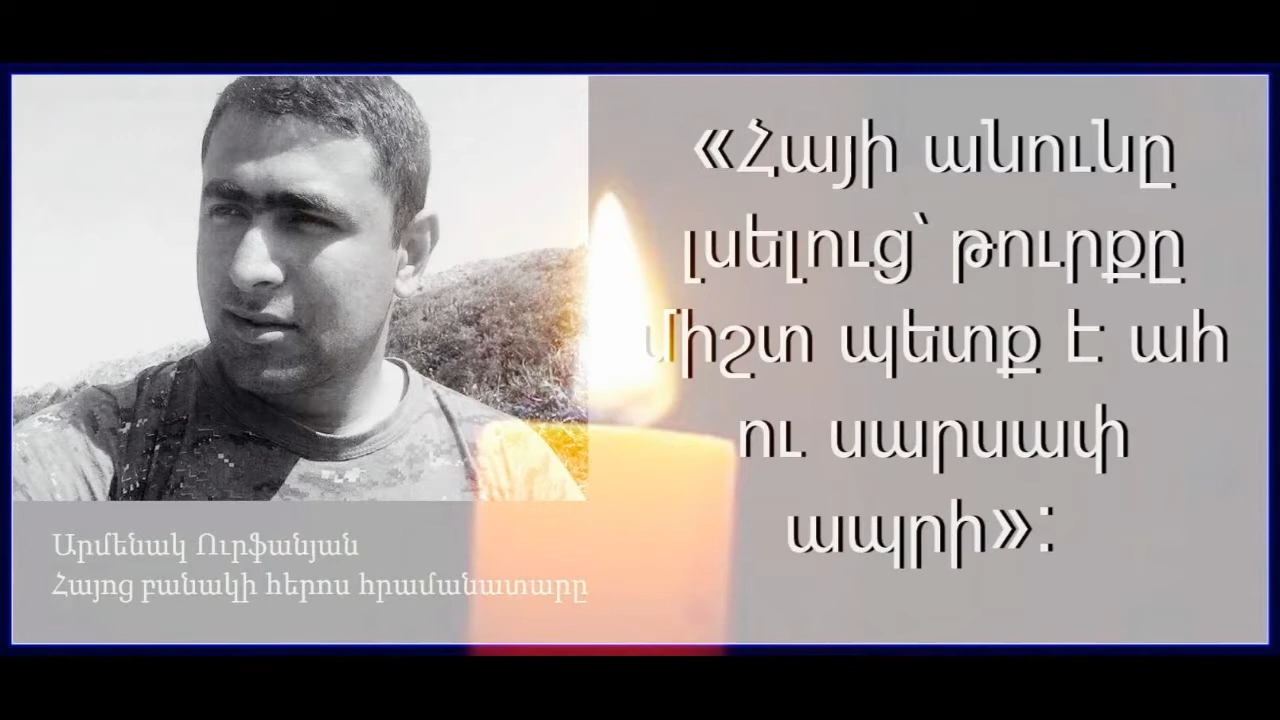 «Հայի անունը
լսելուց՝ թուրքը
միշտ պետք է ահ
ու սարսափ
ապրի»:
Արմենակ Ուրֆանյան
Հայոց բանակի հերոս հրամանատարը